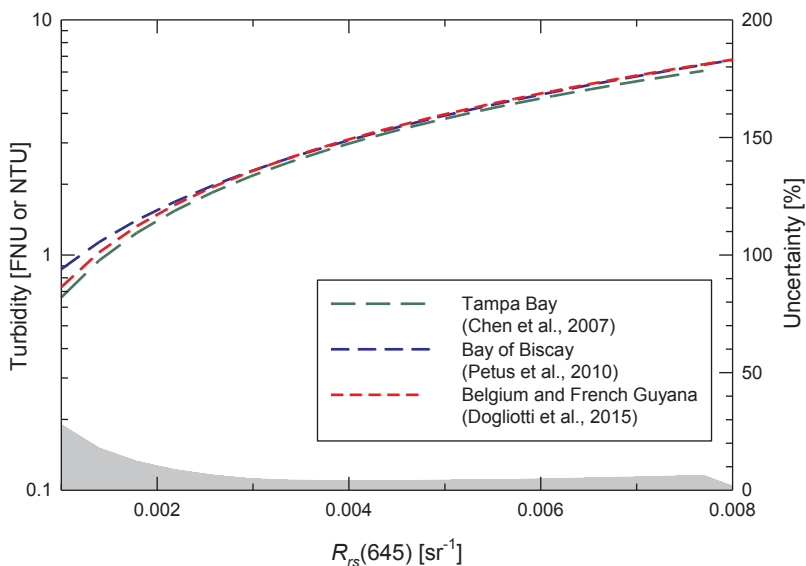 10
1
0.1
Turbidity [FNU or NTU]
200
150
100
50
0
Uncertainty [%]
Tampa Bay
(Chen et al., 2007)
Bay of Biscay
(Petus et al., 2010)
Belgium and French Guyana
(Dogliotti et al., 2015)
0.002 0.004 0.006 0.008
Rrs(645) [sr-1]